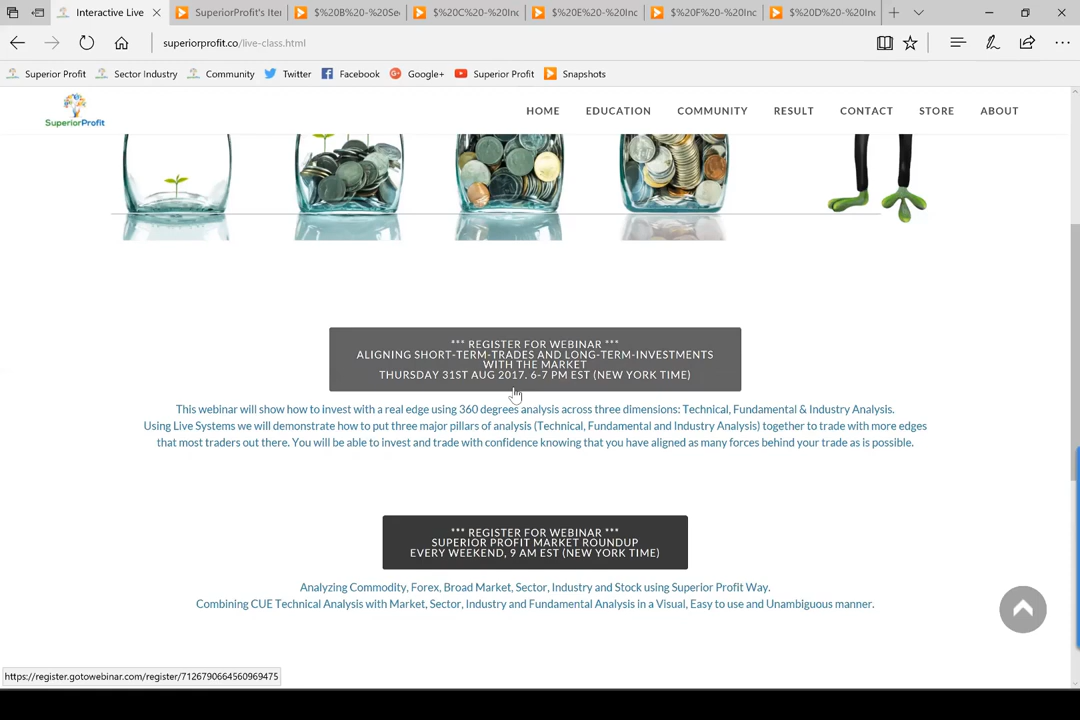 Interactive Live
SuperiorProfit's Iter
$%20B%20-%20Se
$%20C%20-%20Inc
$%20E%20-%20Inc
$%20F%20-%20Inc
$%20D%20-%20Inc
superiorprofit.co/live-class.html
Superior Profit
Sector Industry
Community
Twitter
Facebook
Google+
Superior Profit
Snapshots
SuperiorProfit
HOME
EDUCATION
COMMUNITY
RESULT
CONTACT
STORE
ABOUT
*** REGISTER FOR WEBINAR ***
ALIGNING SHORT-TERM-TRADES AND LONG-TERM-INVESTMENTS
WITH THE MARKET
THURSDAY 31ST AUG 2017. 6-7 PM EST (NEW YORK TIME)
This webinar will show how to invest with a real edge using 360 degrees analysis across three dimensions: Technical, Fundamental & Industry Analysis.
Using Live Systems we will demonstrate how to put three major pillars of analysis (Technical, Fundamental and Industry Analysis) together to trade with more edges
that most traders out there. You will be able to invest and trade with confidence knowing that you have aligned as many forces behind your trade as is possible.
*** REGISTER FOR WEBINAR ***
SUPERIOR PROFIT MARKET ROUNDUP
EVERY WEEKEND, 9 AM EST (NEW YORK TIME)
Analyzing Commodity, Forex, Broad Market, Sector, Industry and Stock using Superior Profit Way.
Combining CUE Technical Analysis with Market, Sector, Industry and Fundamental Analysis in a Visual, Easy to use and Unambiguous manner.
https://register.gotowebinar.com/register/7126790664560969475